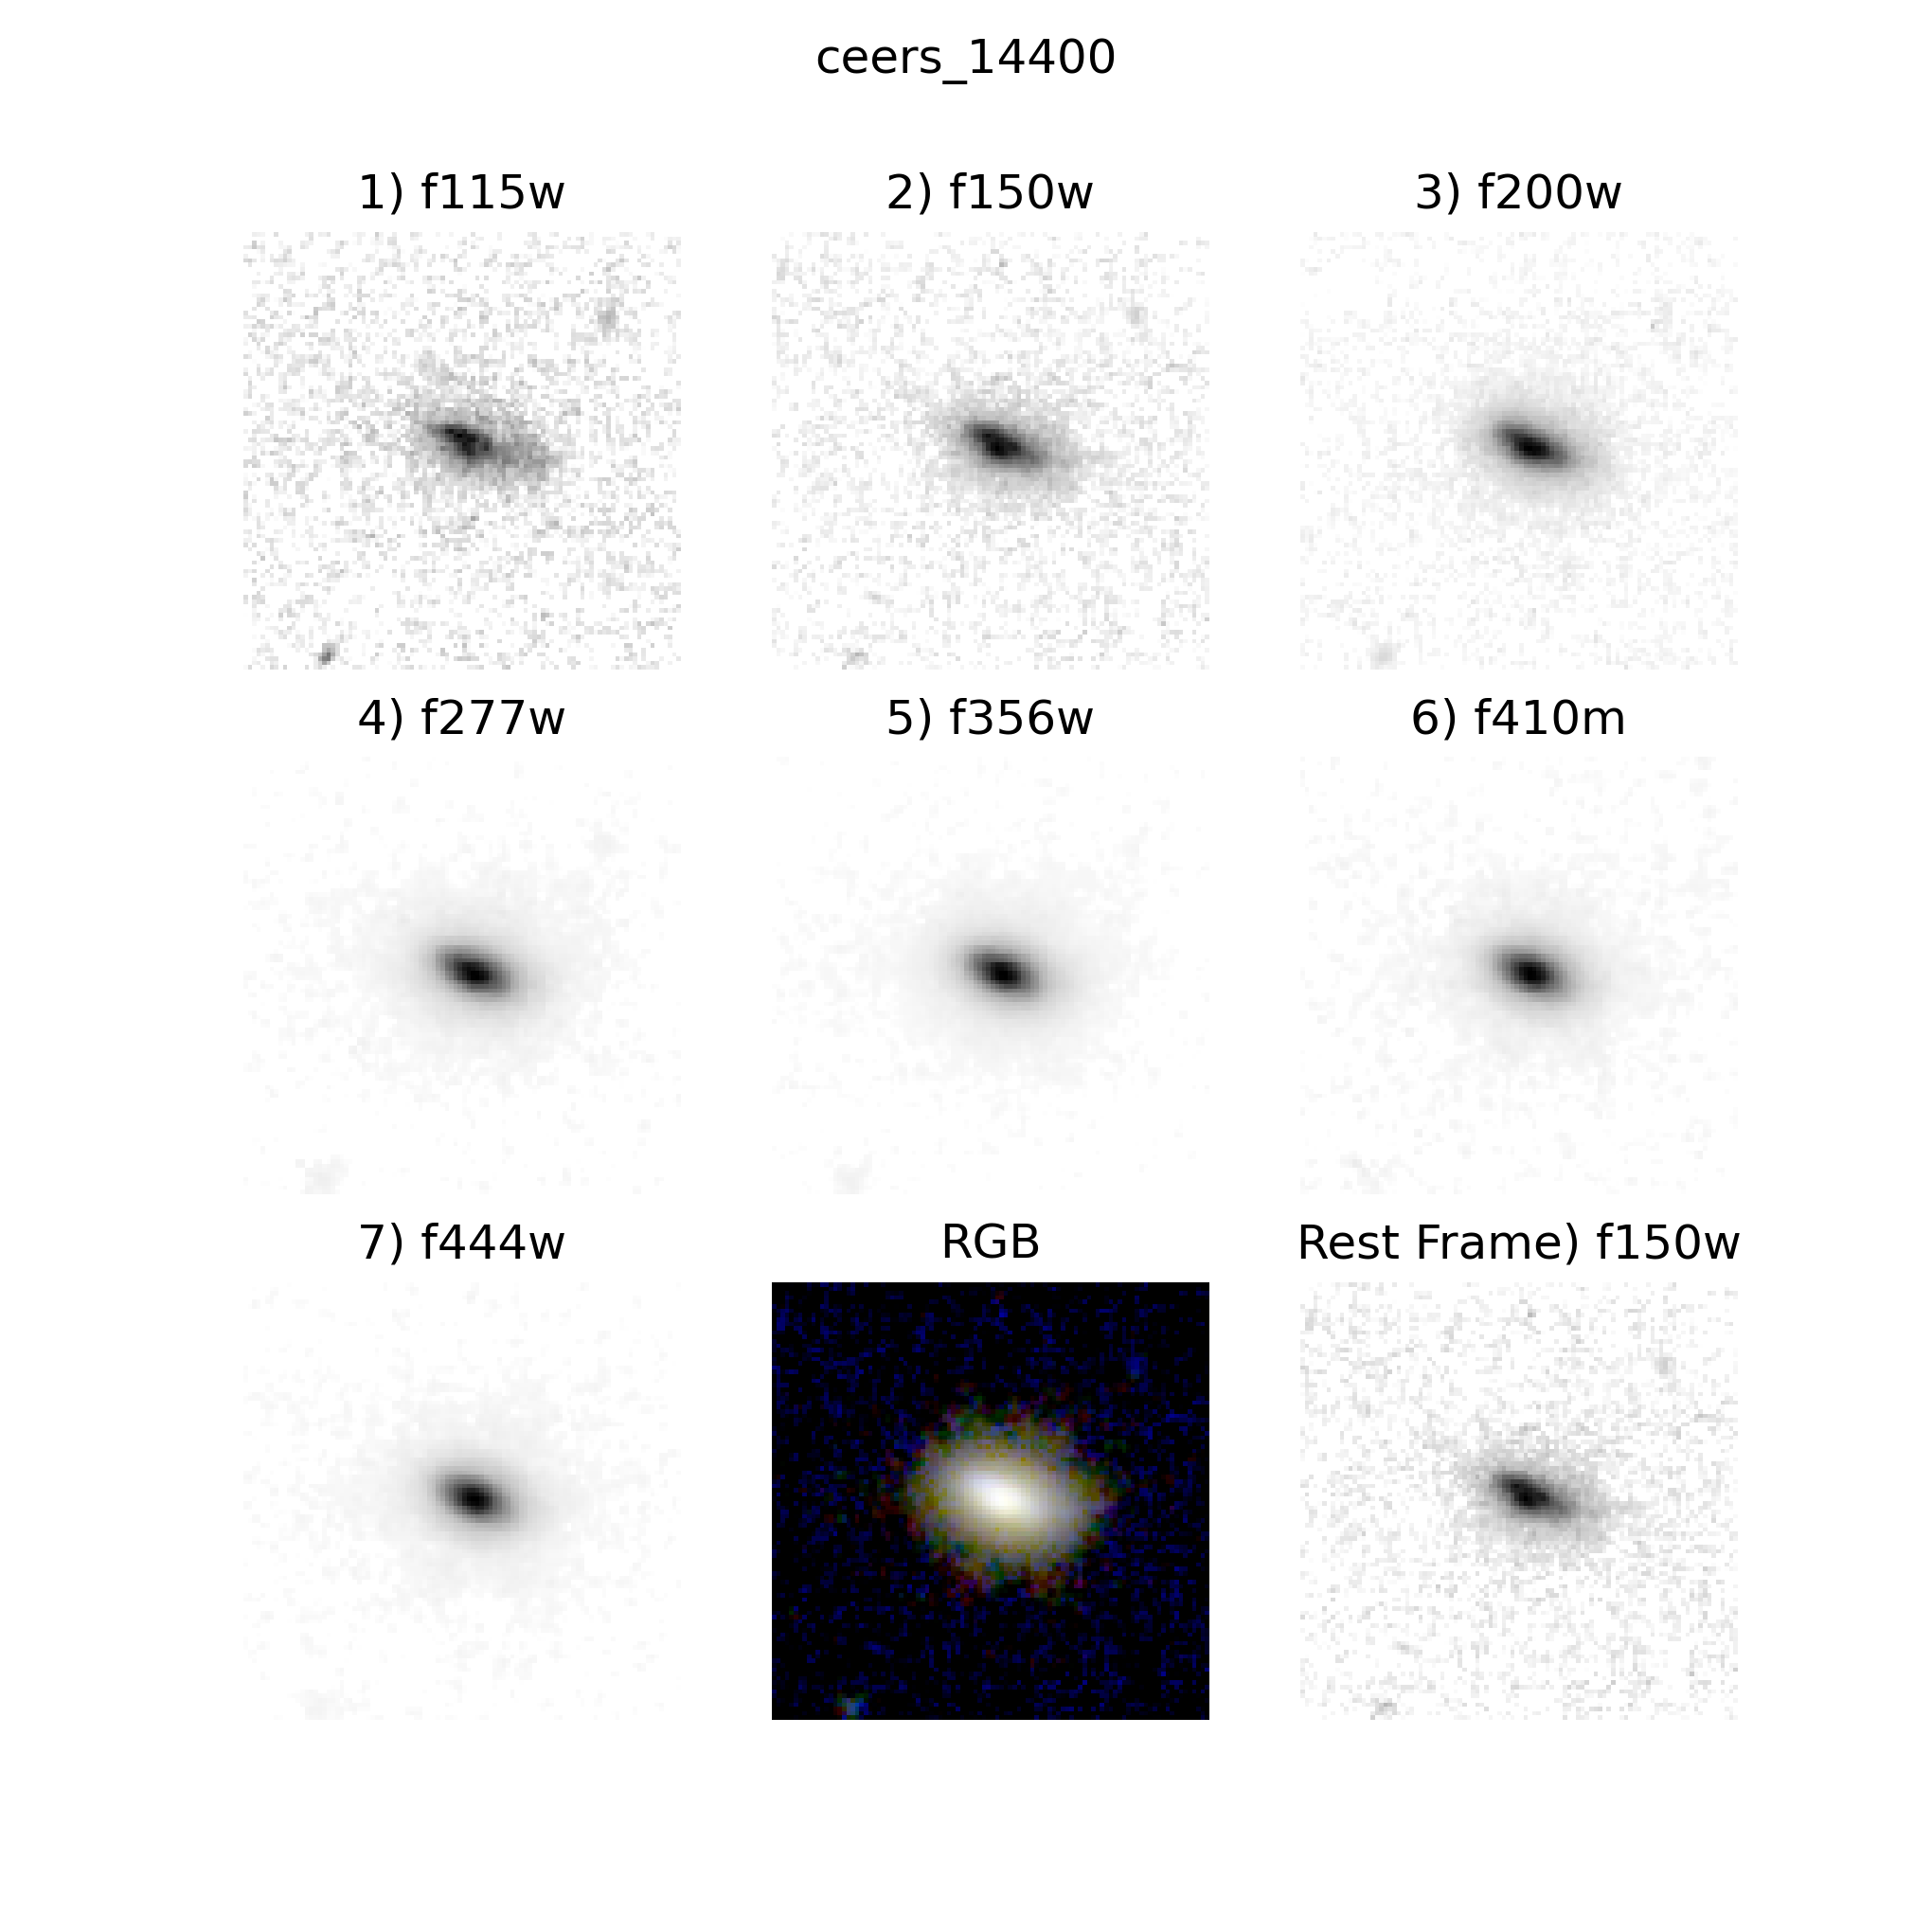 ceers_14400
1) f115w
2) f150w
3) f200w
4) f277w
5) f356w
6) f410m
7) f444w
RGB
Rest Frame) f150w